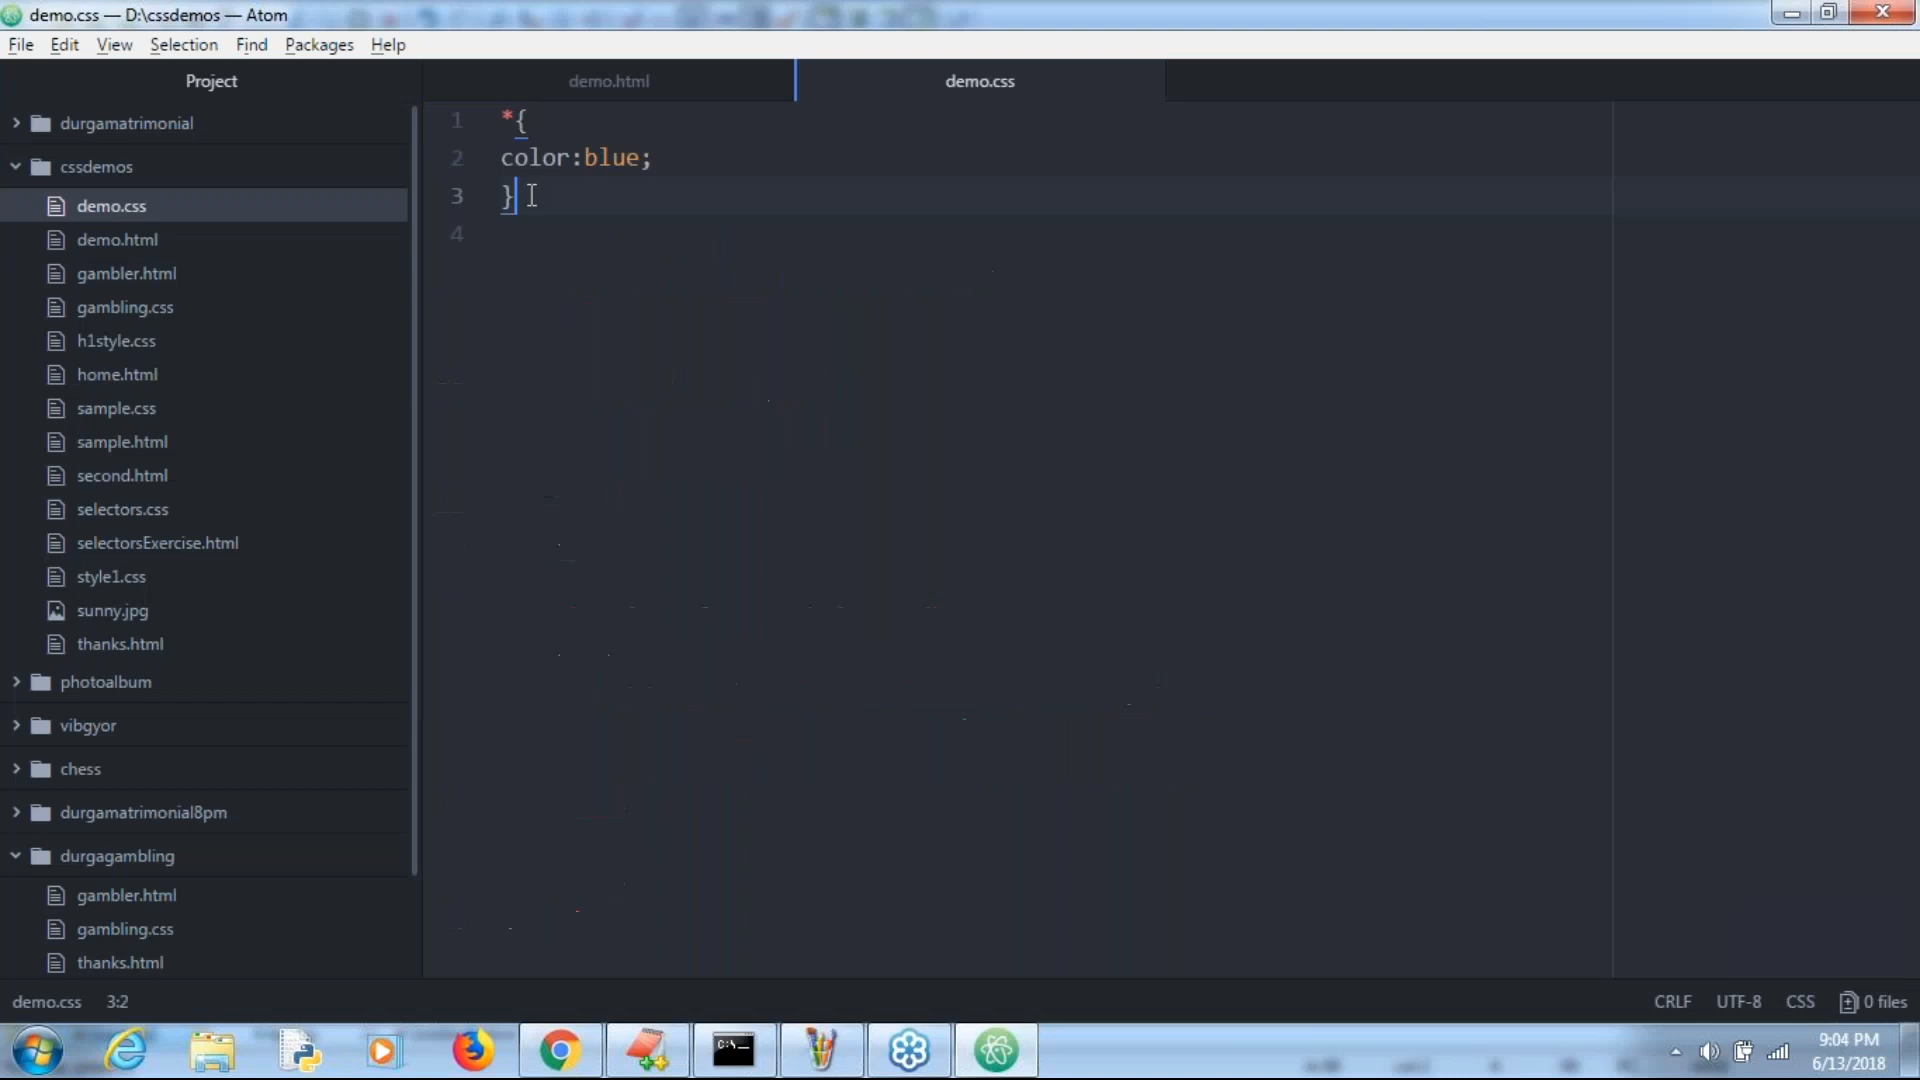 demo.css — D:\cssdemos — Atom
File Edit View Selection Find Packages Help
Project
demo.html
demo.css
durgamatrimonial
cssdemos
demo.css
demo.html
gambler.html
gambling.css
h1style.css
home.html
sample.css
sample.html
second.html
selectors.css
selectorsExercise.html
style1.css
sunny.jpg
thanks.html
photoalbum
vibgyor
chess
durgamatrimonial8pm
durgagambling
gambler.html
gambling.css
thanks.html
1 *{
2 color:blue;
3 }
4
demo.css 3:2
CRLF UTF-8 CSS 0 files
C:\_
9:04 PM
6/13/2018